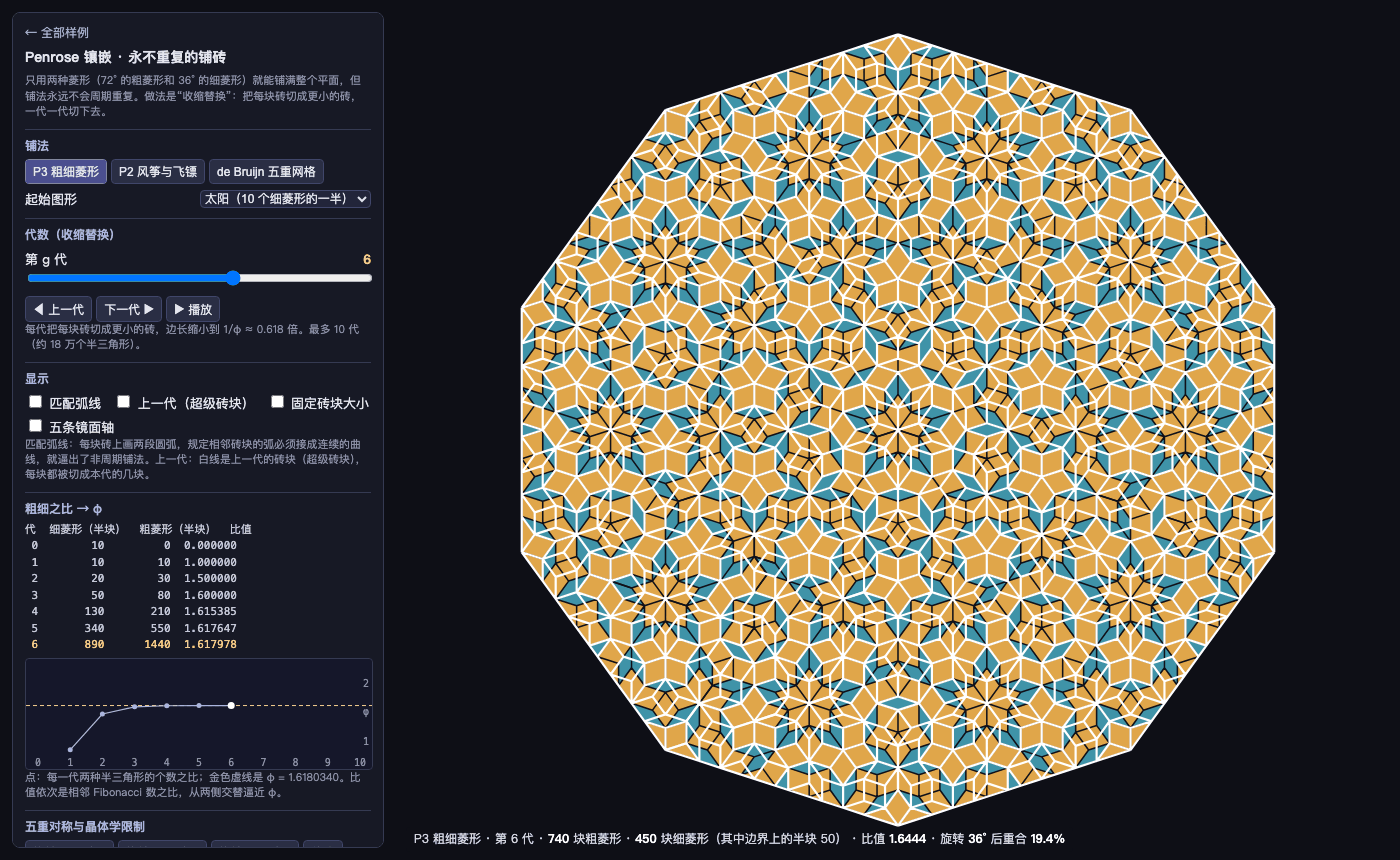 ← 全部样例
Penrose 镶嵌 · 永不重复的铺砖
只用两种菱形（72° 的粗菱形和 36° 的细菱形）就能铺满整个平面，但
铺法永远不会周期重复。做法是“收缩替换”：把每块砖切成更小的砖，
一代一代切下去。
铺法
P3 粗细菱形 P2 风筝与飞镖 de Bruijn 五重网格
起始图形 太阳（10 个细菱形的一半）
代数（收缩替换）
第 g 代 6
◀ 上一代 下一代 ▶ ▶ 播放
每代把每块砖切成更小的砖，边长缩小到 1/φ ≈ 0.618 倍。最多 10 代
（约 18 万个半三角形）。
显示
匹配弧线 上一代（超级砖块） 固定砖块大小
五条镜面轴
匹配弧线：每块砖上画两段圆弧，规定相邻砖块的弧必须接成连续的曲
线，就逼出了非周期铺法。上一代：白线是上一代的砖块（超级砖块），
每块都被切成本代的几块。
粗细之比 → φ
代 细菱形（半块） 粗菱形（半块） 比值
0 10 0 0.000000
1 10 10 1.000000
2 20 30 1.500000
3 50 80 1.600000
4 130 210 1.615385
5 340 550 1.617647
6 890 1440 1.617978
2
φ
1
0 1 2 3 4 5 6 7 8 9 10
点：每一代两种半三角形的个数之比；金色虚线是 φ = 1.6180340。比
值依次是相邻 Fibonacci 数之比，从两侧交替逼近 φ。
五重对称与晶体学限制
P3 粗细菱形 · 第 6 代 · 740 块粗菱形 · 450 块细菱形（其中边界上的半块 50） · 比值 1.6444 · 旋转 36° 后重合 19.4%